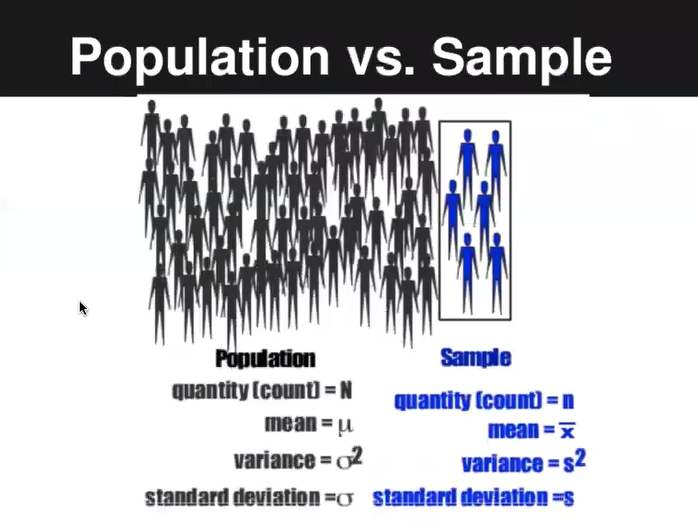 Population vs. Sample
Population
quantity (count) = N
mean = μ
variance = σ2
standard deviation =σ
Sample
quantity (count) = n
mean = x̅
variance = s2
standard deviation =s